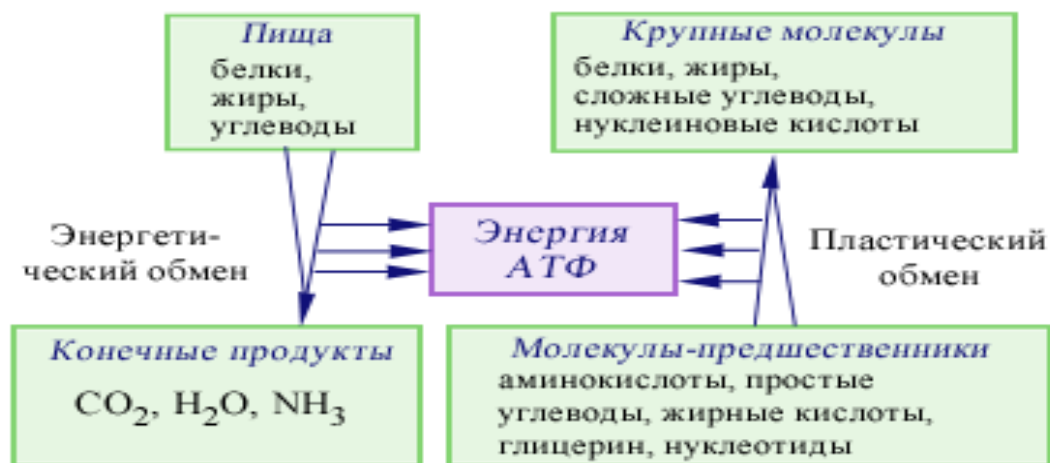 Пища
белки,
жиры,
углеводы
Крупные молекулы
белки, жиры,
сложные углеводы,
нуклеиновые кислоты
Энергети-
ческий обмен
Энергия
АТФ
Пластический
обмен
Конечные продукты
CO₂, H₂O, NH₃
Молекулы-предшественники
аминокислоты, простые
углеводы, жирные кислоты,
глицерин, нуклеотиды